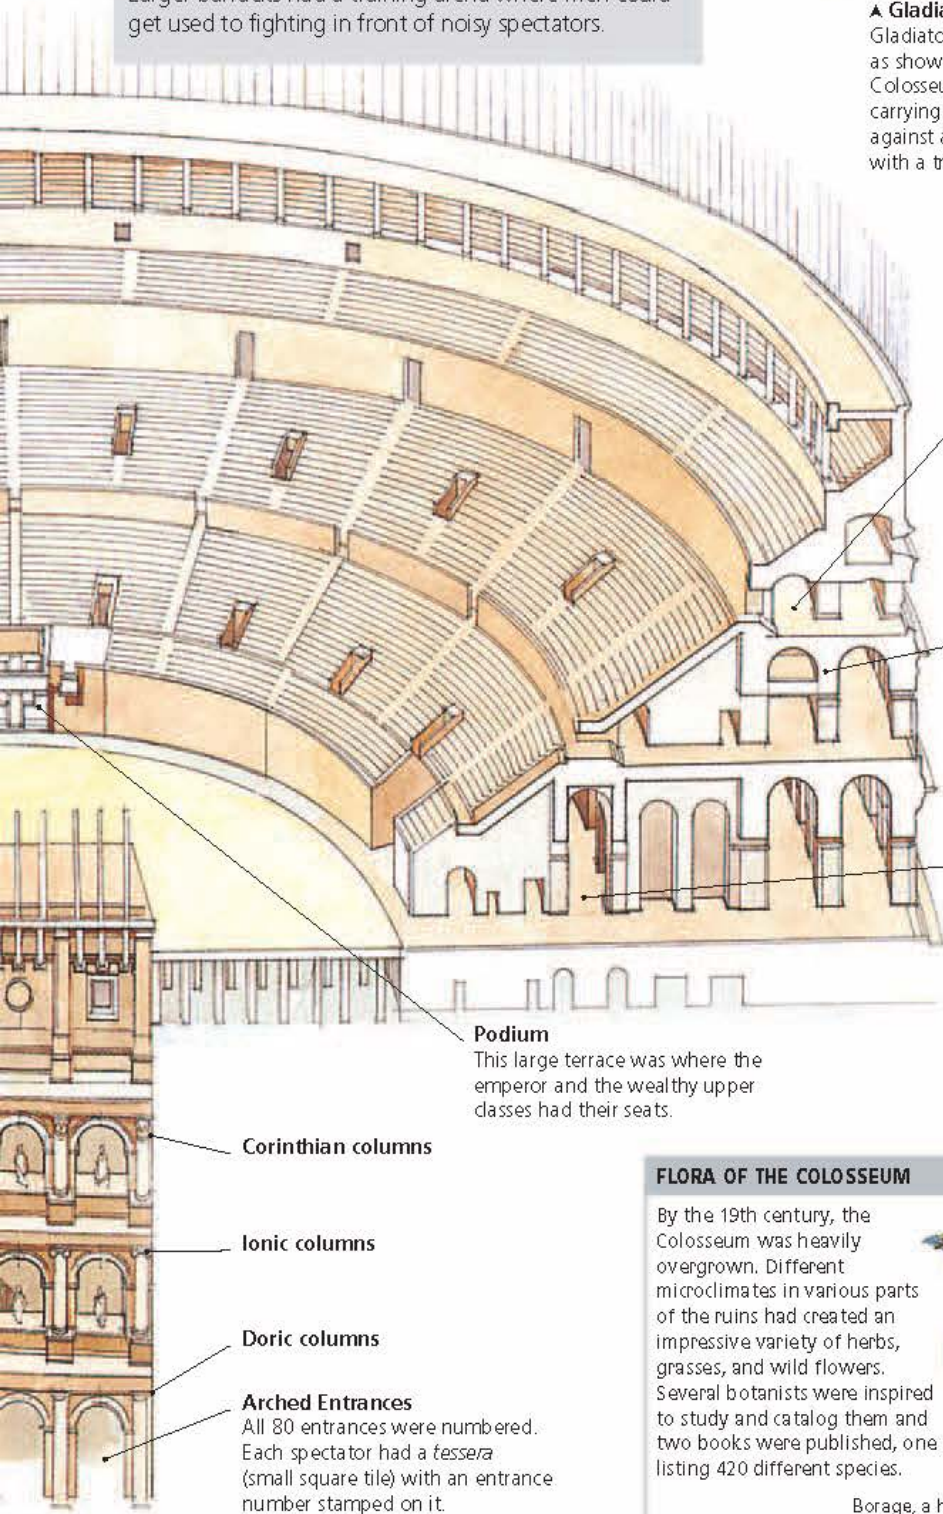 get used to fighting in front of noisy spectators.
▲ Gladia
Gladiato
as show
Colosseu
carrying
against a
with a tr
Podium
This large terrace was where the
emperor and the wealthy upper
classes had their seats.
Corinthian columns
Ionic columns
Doric columns
Arched Entrances
All 80 entrances were numbered.
Each spectator had a tessera
(small square tile) with an entrance
number stamped on it.
FLORA OF THE COLOSSEUM
By the 19th century, the
Colosseum was heavily
overgrown. Different
microclimates in various parts
of the ruins had created an
impressive variety of herbs,
grasses, and wild flowers.
Several botanists were inspired
to study and catalog them and
two books were published, one
listing 420 different species.
Borage, a h